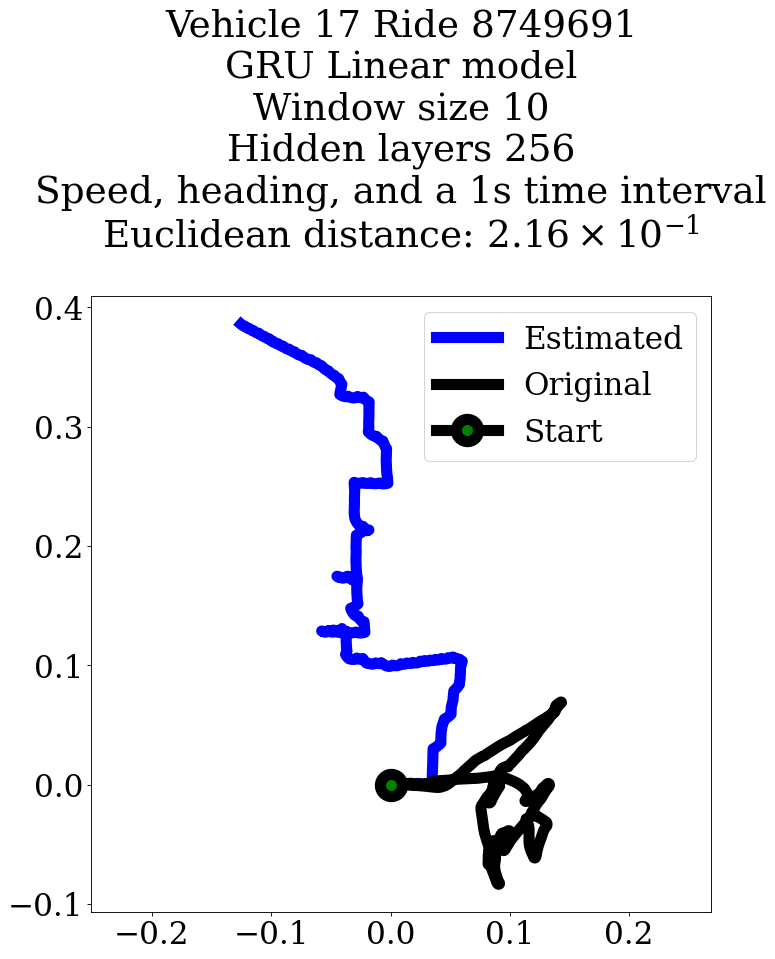 Vehicle 17 Ride 8749691
GRU Linear model
Window size 10
Hidden layers 256
Speed, heading, and a 1s time interval
Euclidean distance: 2.16 × 10⁻¹
0.4
0.3
0.2
0.1
0.0
−0.1
−0.2
−0.1
0.0
0.1
0.2
Estimated
Original
Start